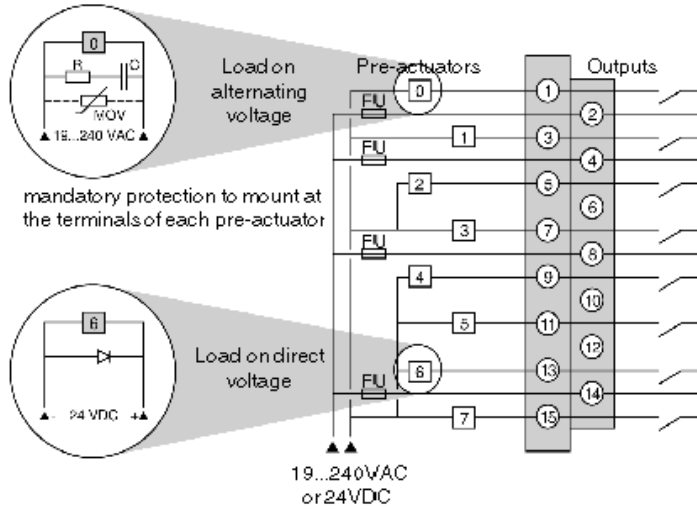 0
R C
MOV
19...240 VAC
Load on
alternating
voltage
Pre-actuators
Outputs
0
1
FU
2
1
3
FU
4
2
5
6
3
7
FU
8
4
9
10
5
11
12
6
13
FU
14
7
15
mandatory protection to mount at
the terminals of each pre-actuator
6
- 24 VDC +
Load on direct
voltage
19...240VAC
or 24VDC